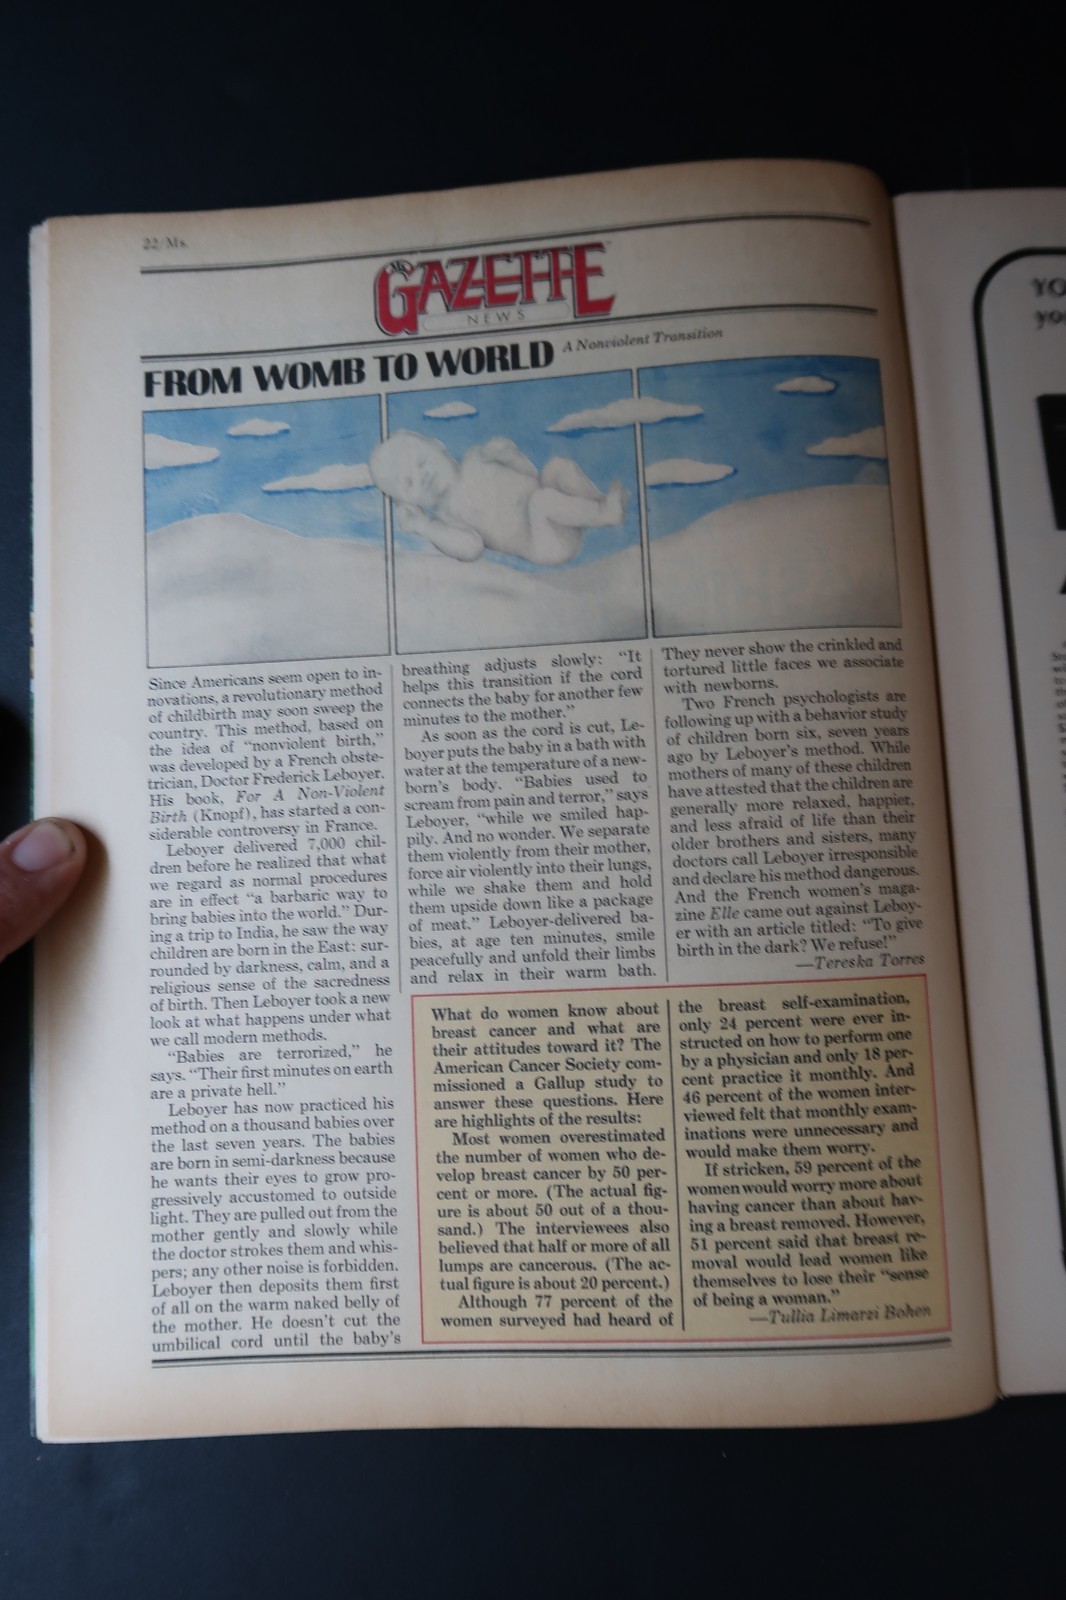 22/Ms.
Ms
GAZETTE
NEWS
FROM WOMB TO WORLD
A Nonviolent Transition
Since Americans seem open to in-
novations, a revolutionary method
of childbirth may soon sweep the
country. This method, based on
the idea of “nonviolent birth,”
was developed by a French obste-
trician, Doctor Frederick Leboyer.
His book, For A Non-Violent
Birth (Knopf), has started a con-
siderable controversy in France.
Leboyer delivered 7,000 chil-
dren before he realized that what
we regard as normal procedures
are in effect “a barbaric way to
bring babies into the world.” Dur-
ing a trip to India, he saw the way
children are born in the East: sur-
rounded by darkness, calm, and a
religious sense of the sacredness
of birth. Then Leboyer took a new
look at what happens under what
we call modern methods.
“Babies are terrorized,” he
says. “Their first minutes on earth
are a private hell.”
Leboyer has now practiced his
method on a thousand babies over
the last seven years. The babies
are born in semi-darkness because
he wants their eyes to grow pro-
gressively accustomed to outside
light. They are pulled out from the
mother gently and slowly while
the doctor strokes them and whis-
pers; any other noise is forbidden.
Leboyer then deposits them first
of all on the warm naked belly of
the mother. He doesn't cut the
umbilical cord until the baby's
breathing adjusts slowly: “It
helps this transition if the cord
connects the baby for another few
minutes to the mother.”
As soon as the cord is cut, Le-
boyer puts the baby in a bath with
water at the temperature of a new-
born's body. “Babies used to
scream from pain and terror,” says
Leboyer, “while we smiled hap-
pily. And no wonder. We separate
them violently from their mother,
force air violently into their lungs,
while we shake them and hold
them upside down like a package
of meat.” Leboyer-delivered ba-
bies, at age ten minutes, smile
peacefully and unfold their limbs
and relax in their warm bath.
They never show the crinkled and
tortured little faces we associate
with newborns.
Two French psychologists are
following up with a behavior study
of children born six, seven years
ago by Leboyer's method. While
mothers of many of these children
have attested that the children are
generally more relaxed, happier,
and less afraid of life than their
older brothers and sisters, many
doctors call Leboyer irresponsible
and declare his method dangerous.
And the French women's maga-
zine Elle came out against Leboy-
er with an article titled: “To give
birth in the dark? We refuse!”
—Tereska Torres
What do women know about
breast cancer and what are
their attitudes toward it? The
American Cancer Society com-
missioned a Gallup study to
answer these questions. Here
are highlights of the results:
Most women overestimated
the number of women who de-
velop breast cancer by 50 per-
cent or more. (The actual fig-
ure is about 50 out of a thou-
sand.) The interviewees also
believed that half or more of all
lumps are cancerous. (The ac-
tual figure is about 20 percent.)
Although 77 percent of the
women surveyed had heard of
the breast self-examination,
only 24 percent were ever in-
structed on how to perform one
by a physician and only 18 per-
cent practice it monthly. And
46 percent of the women inter-
viewed felt that monthly exam-
inations were unnecessary and
would make them worry.
If stricken, 59 percent of the
women would worry more about
having cancer than about hav-
ing a breast removed. However,
51 percent said that breast re-
moval would lead women like
themselves to lose their “sense
of being a woman.”
—Tullia Limarzi Bohen
YO
yo